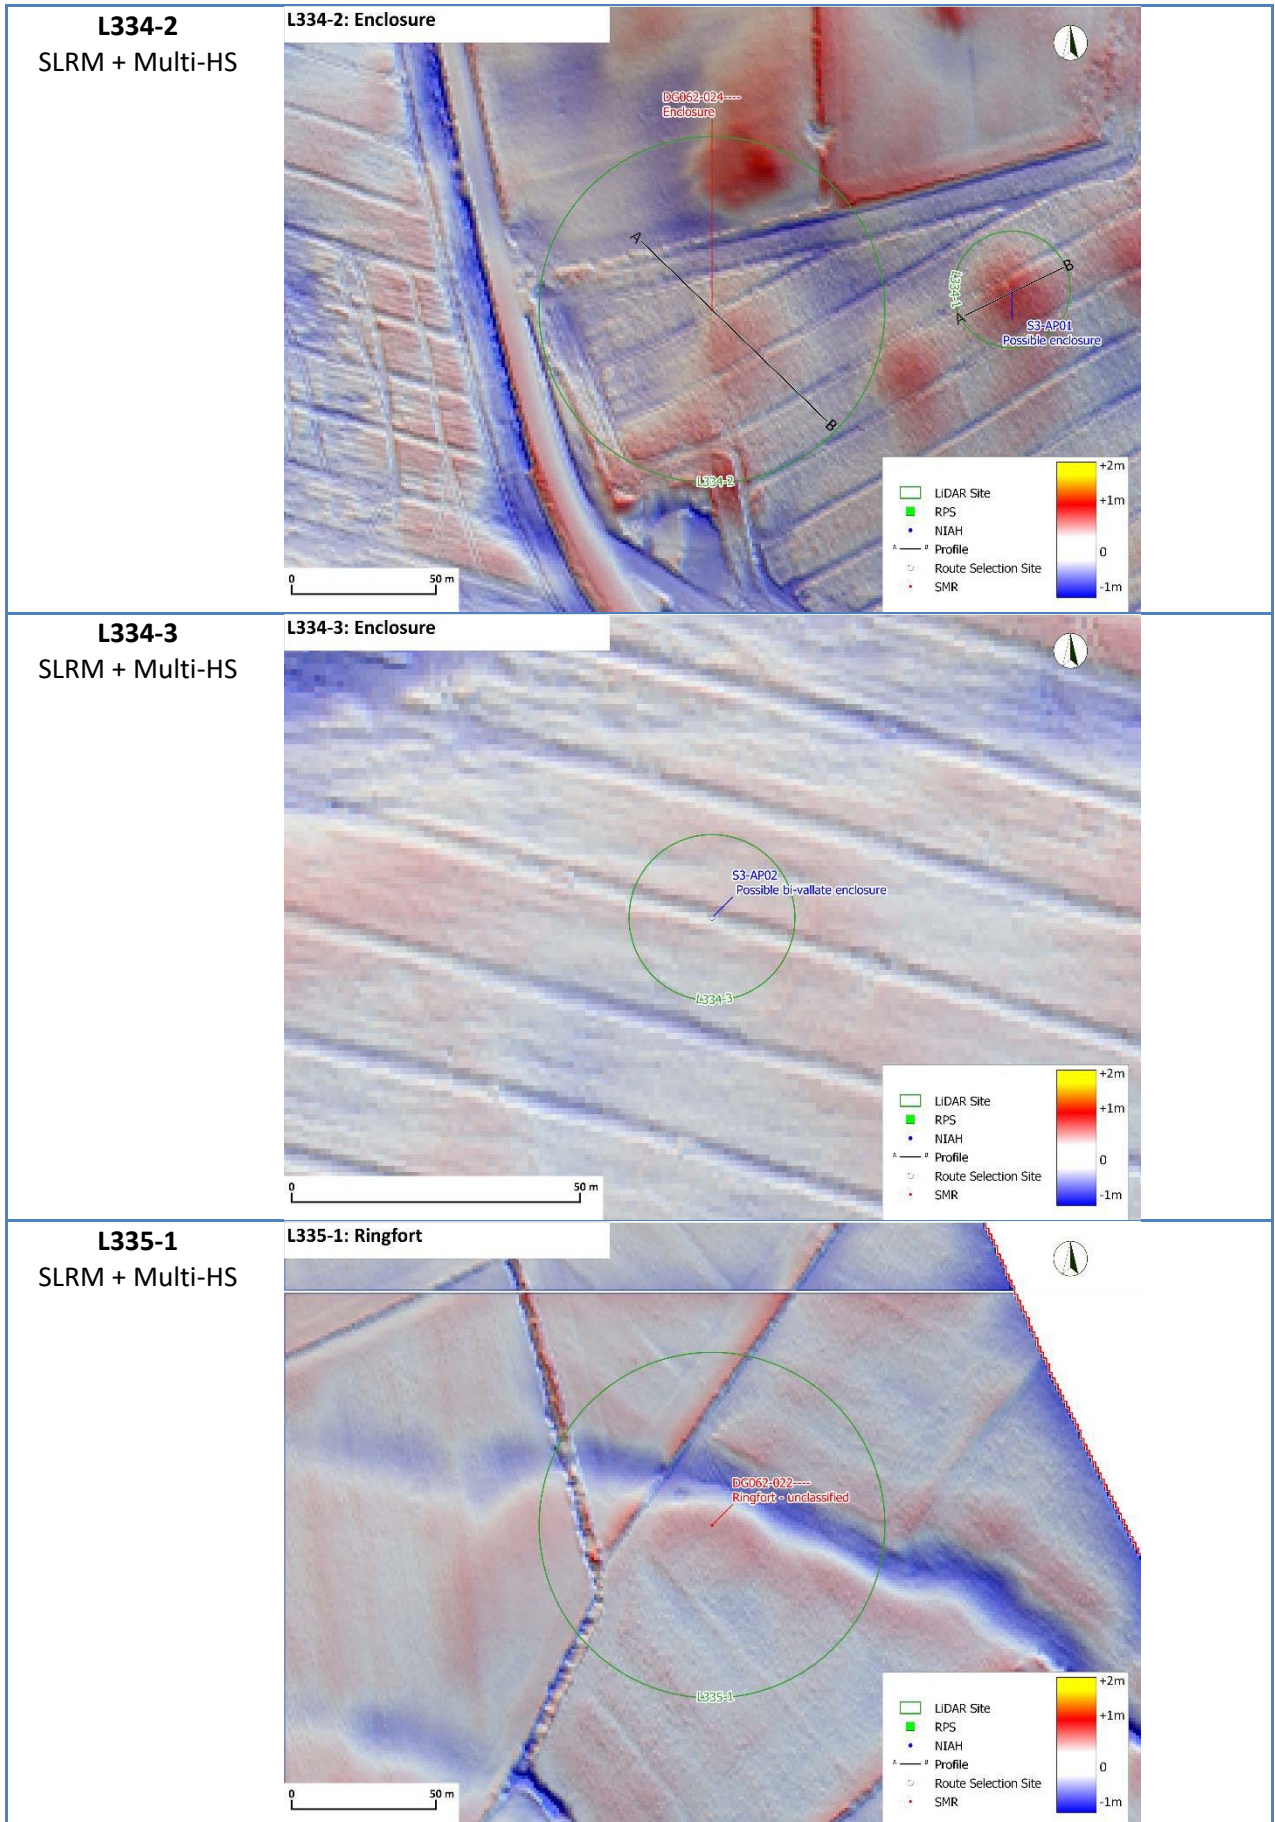 L334-2
SLRM + Multi-HS
L334-2: Enclosure
DG062-024----
Enclosure
A
B
L334-1
A
B
S3-AP01
Possible enclosure
L334-2
LiDAR Site
RPS
NIAH
A B Profile
Route Selection Site
SMR
+2m
+1m
0
-1m
0 50 m
L334-3
SLRM + Multi-HS
L334-3: Enclosure
S3-AP02
Possible bi-vallate enclosure
L334-3
LiDAR Site
RPS
NIAH
A B Profile
Route Selection Site
SMR
+2m
+1m
0
-1m
0 50 m
L335-1
SLRM + Multi-HS
L335-1: Ringfort
DG062-022----
Ringfort - unclassified
L335-1
LiDAR Site
RPS
NIAH
A B Profile
Route Selection Site
SMR
+2m
+1m
0
-1m
0 50 m